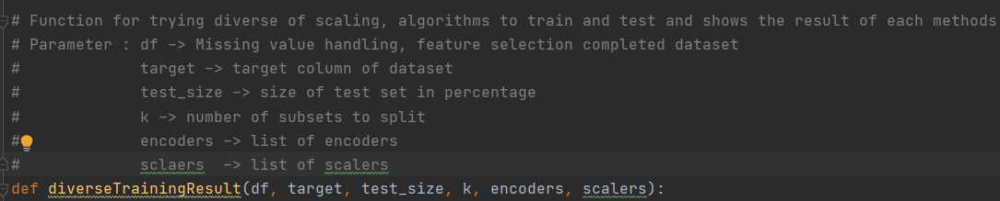 # Function for trying diverse of scaling, algorithms to train and test and shows the result of each methods
# Parameter : df -> Missing value handling, feature selection completed dataset
#             target -> target column of dataset
#             test_size -> size of test set in percentage
#             k -> number of subsets to split
#             encoders -> list of encoders
#             sclaers  -> list of scalers
def diverseTrainingResult(df, target, test_size, k, encoders, scalers):